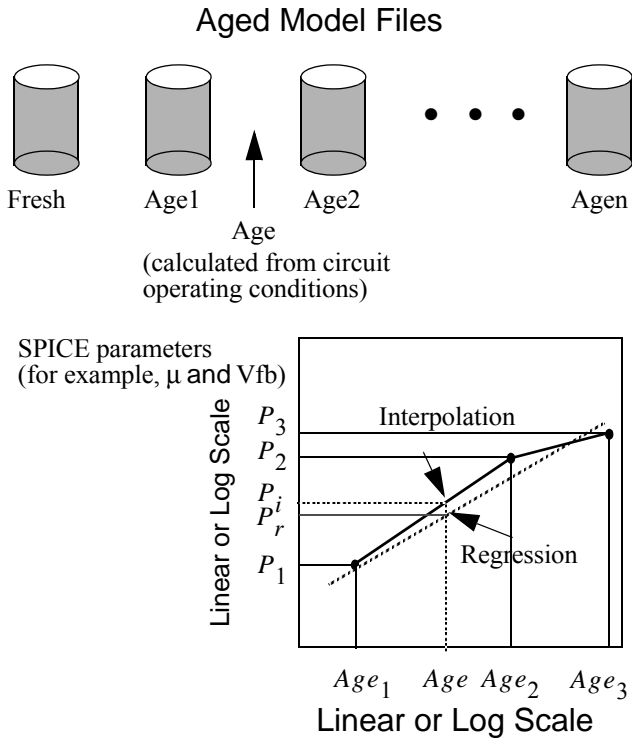 Aged Model Files
Fresh
Age1
Age2
Agen
Age
(calculated from circuit
operating conditions)
SPICE parameters
(for example, μ and Vfb)
Linear or Log Scale
P3
P2
Pi
Pr
P1
Interpolation
Regression
Age1
Age
Age2
Age3
Linear or Log Scale